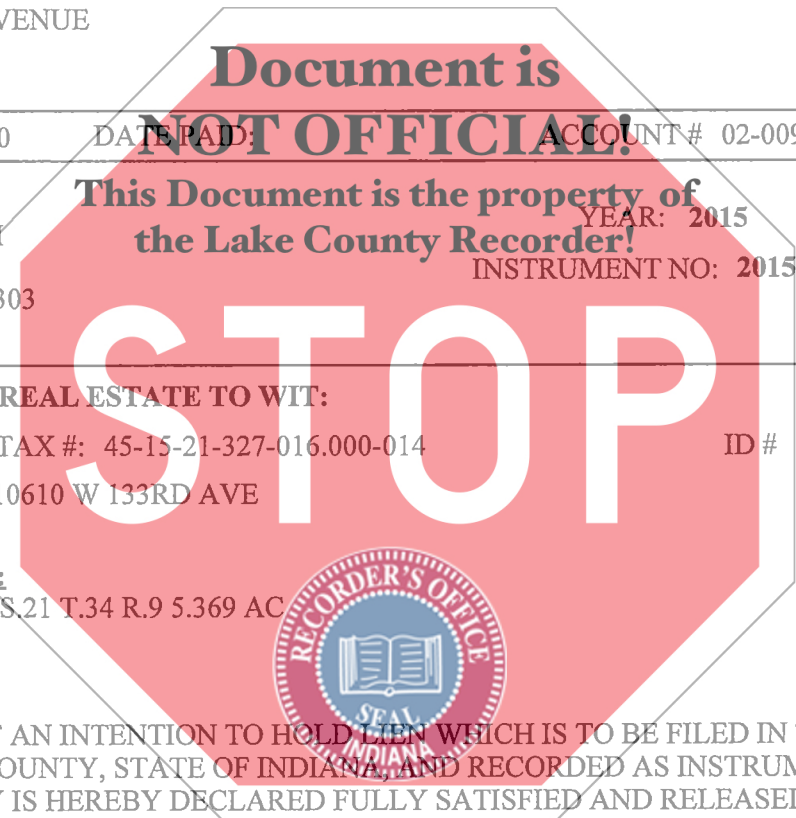 VENUE
Document is
0 DATE PAID: NOT OFFICIAL! ACCOUNT # 02-009
This Document is the property of
YEAR: 2015
the Lake County Recorder!
INSTRUMENT NO: 2015
303
STOP
REAL ESTATE TO WIT:
TAX #: 45-15-21-327-016.000-014 ID #
0610 W 133RD AVE
S.21 T.34 R.9 5.369 AC
RECORDER'S OFFICE
SEAL
INDIANA
AN INTENTION TO HOLD LIEN WHICH IS TO BE FILED IN
OUNTY, STATE OF INDIANA, AND RECORDED AS INSTRUM
IS HEREBY DECLARED FULLY SATISFIED AND RELEASED